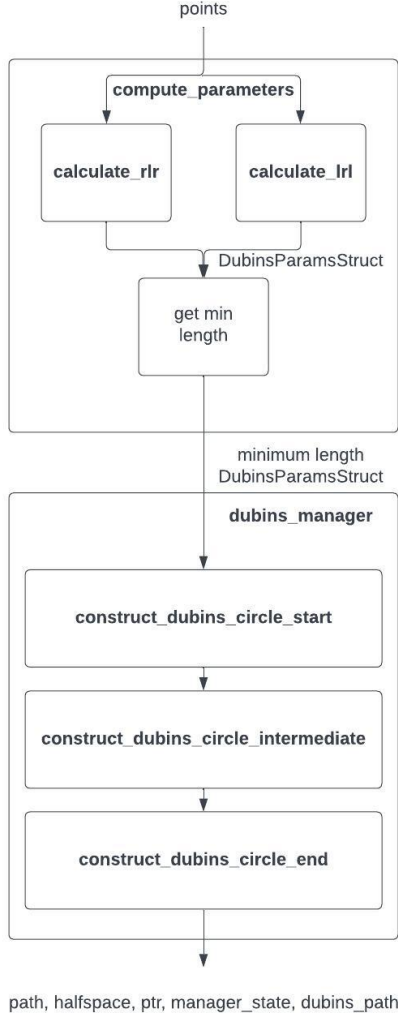 points
compute_parameters
calculate_rlr
calculate_lrl
DubinsParamsStruct
get min
length
minimum length
DubinsParamsStruct
dubins_manager
construct_dubins_circle_start
construct_dubins_circle_intermediate
construct_dubins_circle_end
path, halfspace, ptr, manager_state, dubins_path